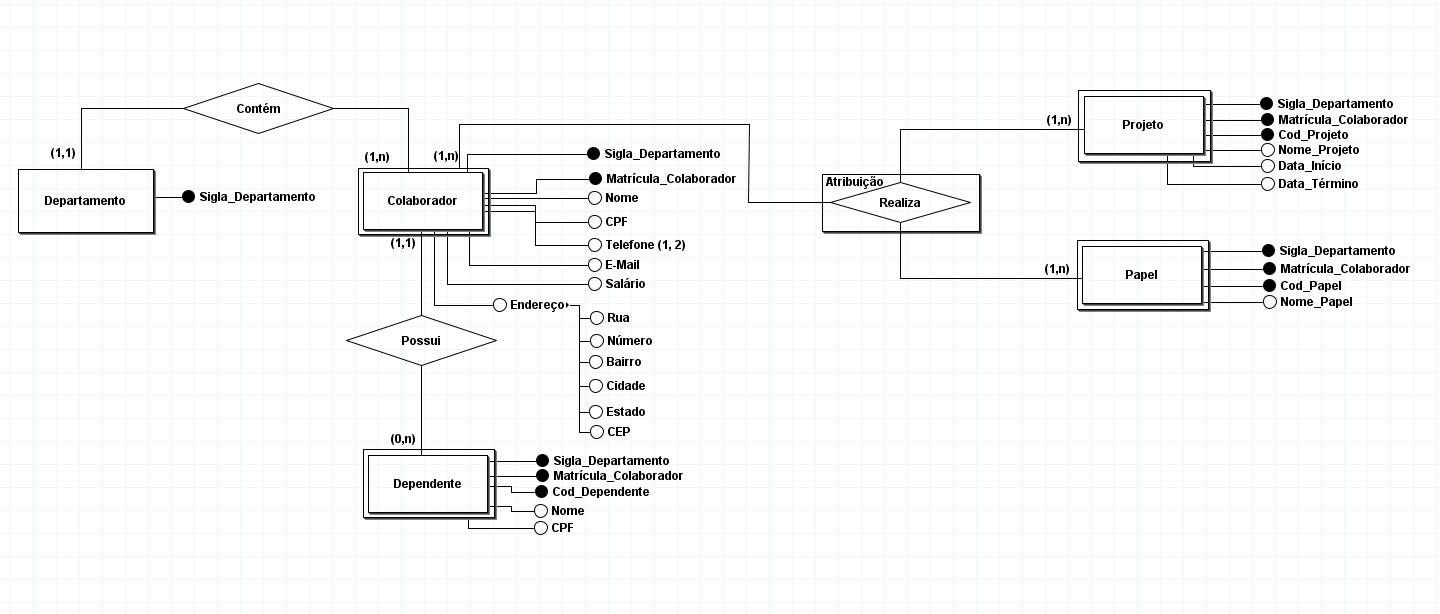 Contém
(1,1)
(1,n)
(1,n)
Departamento
Sigla_Departamento
Colaborador
(1,1)
Sigla_Departamento
Matrícula_Colaborador
Nome
CPF
Telefone (1, 2)
E-Mail
Salário
Endereço
Rua
Número
Bairro
Cidade
Estado
CEP
Possui
(0,n)
Dependente
Sigla_Departamento
Matrícula_Colaborador
Cod_Dependente
Nome
CPF
Atribuição
Realiza
(1,n)
Projeto
Sigla_Departamento
Matrícula_Colaborador
Cod_Projeto
Nome_Projeto
Data_Início
Data_Término
(1,n)
Papel
Sigla_Departamento
Matrícula_Colaborador
Cod_Papel
Nome_Papel